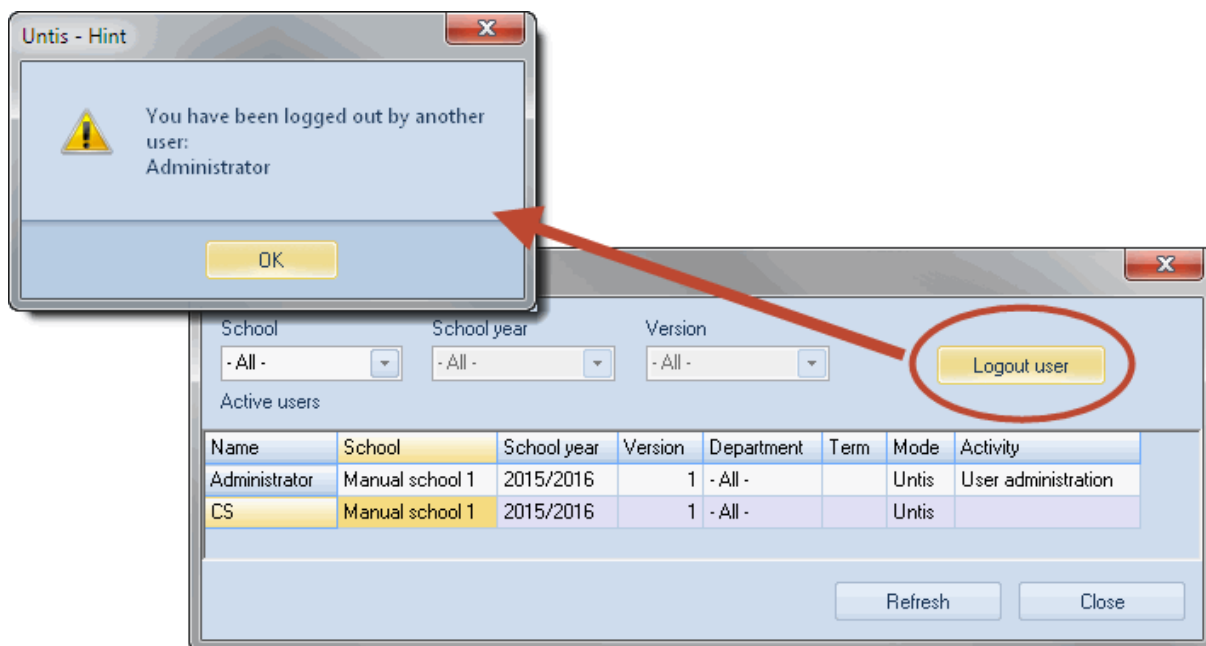 Untis - Hint
You have been logged out by another
user:
Administrator
OK
School School year Version
- All - - All - - All - Logout user
Active users
Name School School year Version Department Term Mode Activity
Administrator Manual school 1 2015/2016 1 - All - Untis User administration
CS Manual school 1 2015/2016 1 - All - Untis
Refresh Close